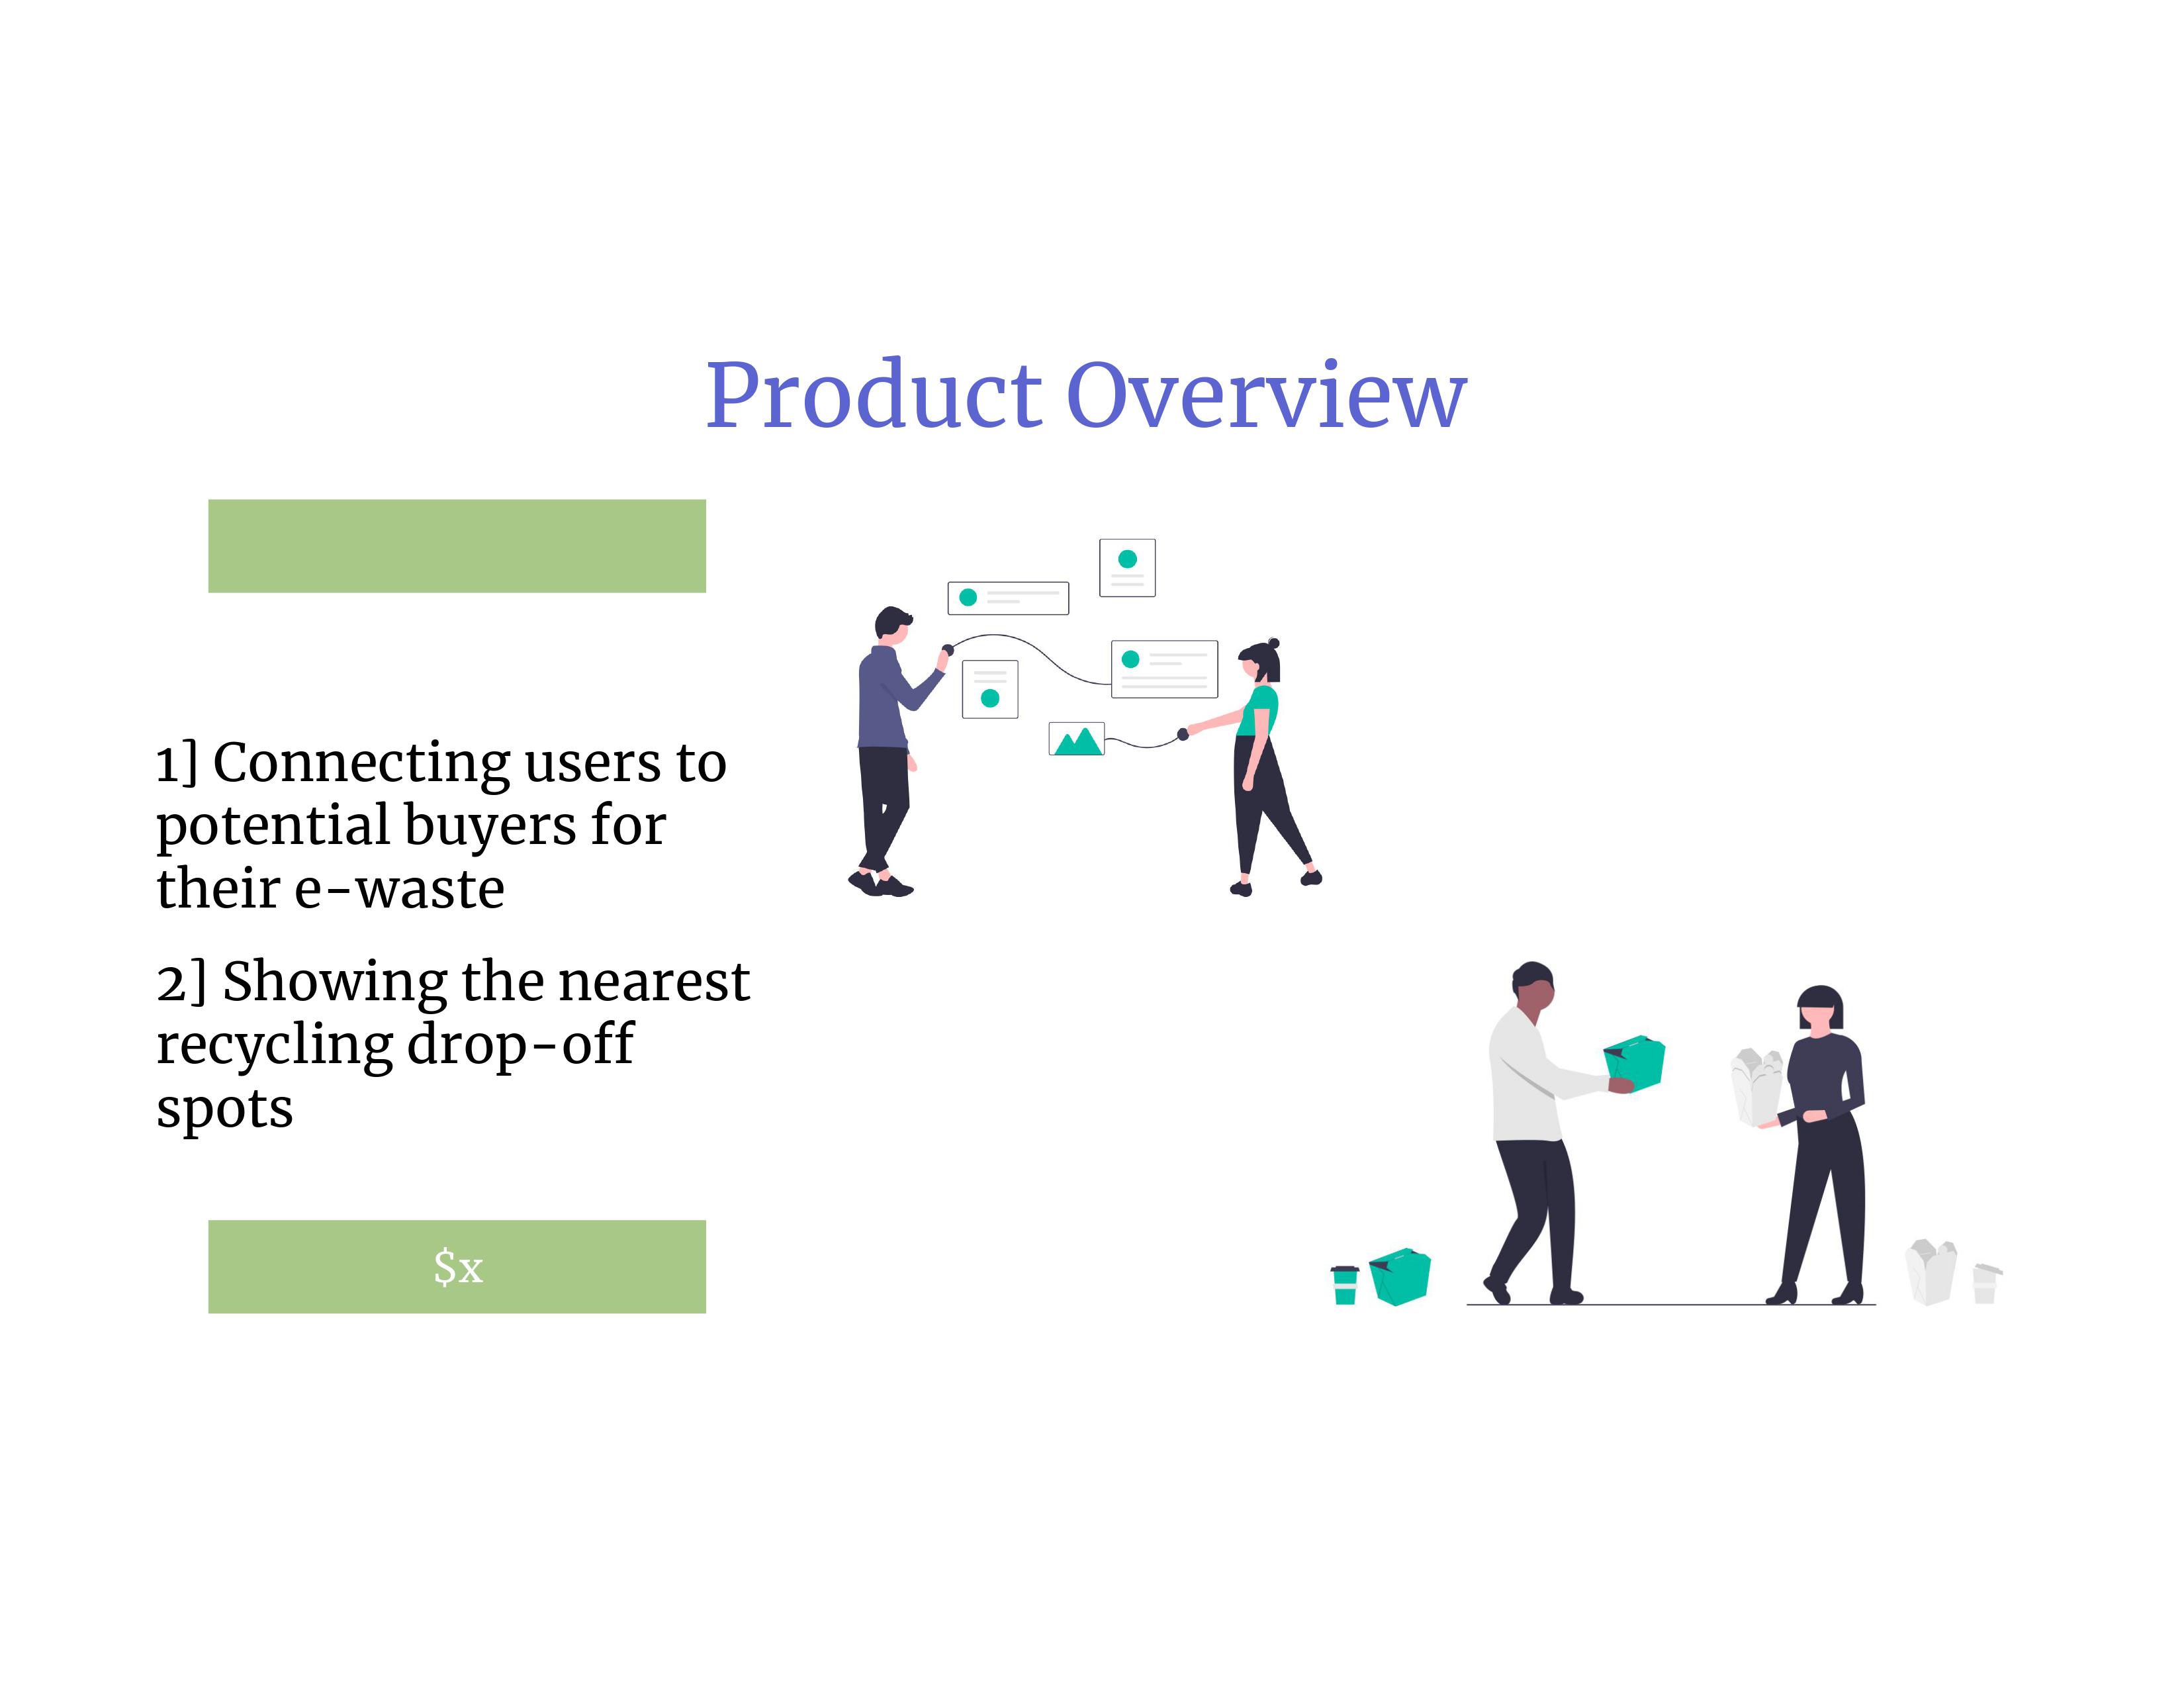 Product Overview
1] Connecting users to
potential buyers for
their e-waste
2] Showing the nearest
recycling drop-off
spots
$x